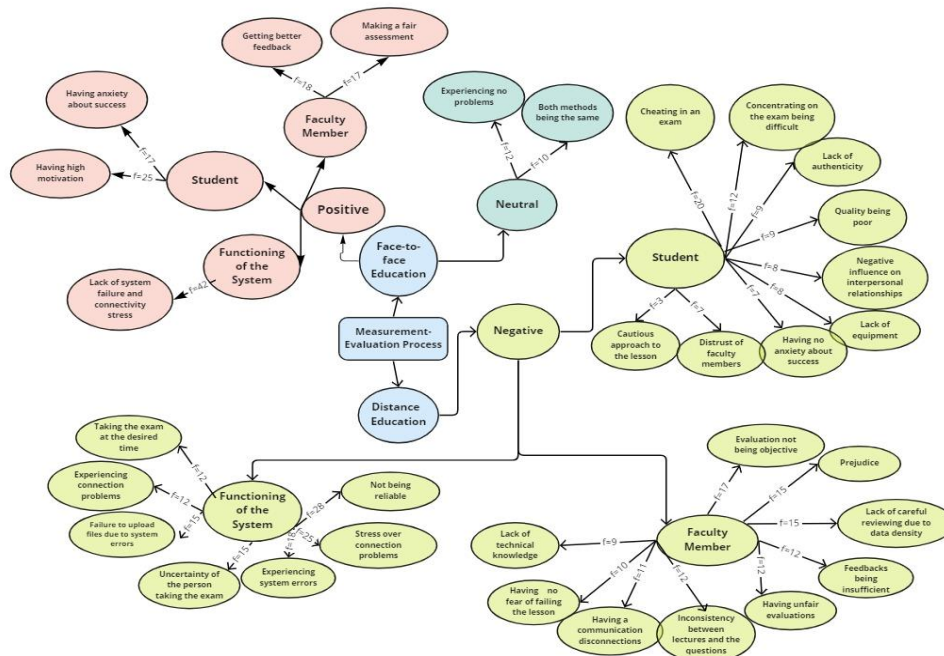 Making a fair
assessment
Getting better
feedback
f=18
f=17
Having anxiety
about success
Faculty
Member
Experiencing no
problems
Both methods
being the same
f=12
f=10
Cheating in an
exam
Concentrating on
the exam being
difficult
Lack of
authenticity
f=17
Having high
motivation
f=25
Student
Positive
Neutral
f=20
f=12
f=9
Quality being
poor
f=9
Functioning
of the
System
Face-to-
face
Education
Student
Negative
influence on
interpersonal
relationships
f=8
f=8
f=7
Lack of system
failure and
connectivity
stress
f=42
Measurement-
Evaluation Process
Negative
f=3
f=7
Lack of
equipment
Cautious
approach to
the lesson
Distrust of
faculty
members
Having no
anxiety about
success
Distance
Education
Taking the exam
at the desired
time
f=12
Evaluation not
being objective
Prejudice
Experiencing
connection
problems
f=12
Functioning
of the
System
f=28
Not being
reliable
f=17
f=15
Failure to upload
files due to system
errors
f=15
f=15
f=18
f=25
Stress over
connection
problems
Lack of
technical
knowledge
f=9
Faculty
Member
f=15
Lack of careful
reviewing due to
data density
Uncertainty of
the person
taking the exam
Experiencing
system errors
f=10
f=11
f=12
f=12
f=12
Feedbacks
being
insufficient
Having no
fear of failing
the lesson
Having a
communication
disconnections
Inconsistency
between
lectures and the
questions
Having unfair
evaluations